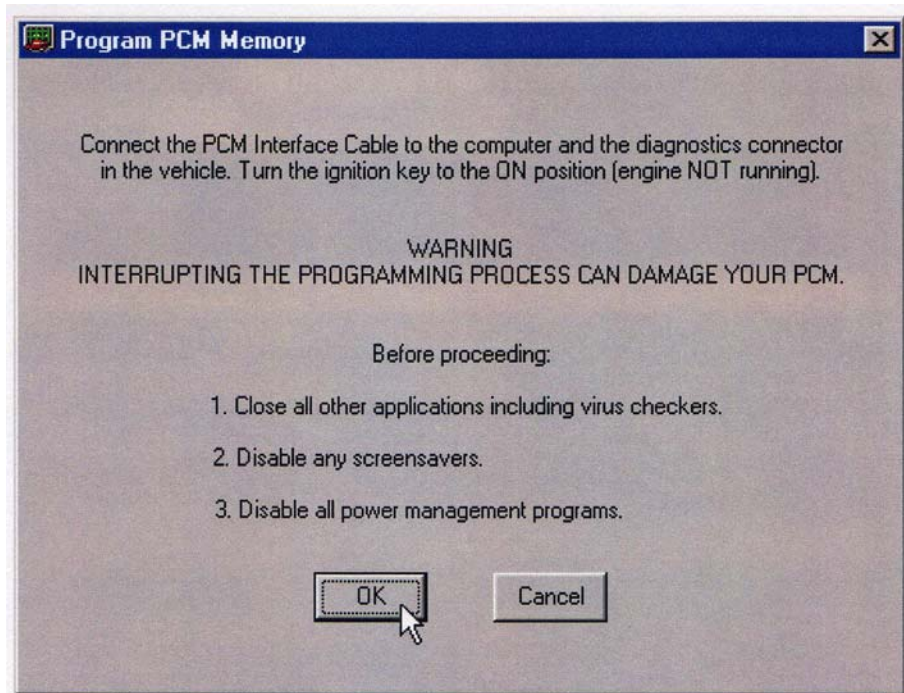 Program PCM Memory
Connect the PCM Interface Cable to the computer and the diagnostics connector
in the vehicle. Turn the ignition key to the ON position (engine NOT running).
WARNING
INTERRUPTING THE PROGRAMMING PROCESS CAN DAMAGE YOUR PCM.
Before proceeding:
1. Close all other applications including virus checkers.
2. Disable any screensavers.
3. Disable all power management programs.
OK
Cancel